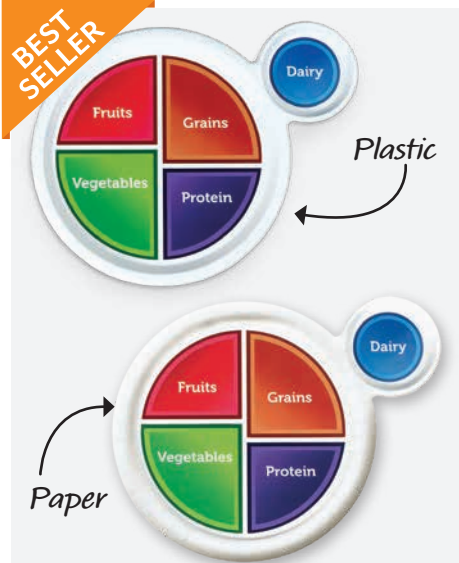 BEST
SELLER
Dairy
Fruits
Grains
Plastic
Vegetables
Protein
Dairy
Fruits
Grains
Vegetables
Protein
Paper